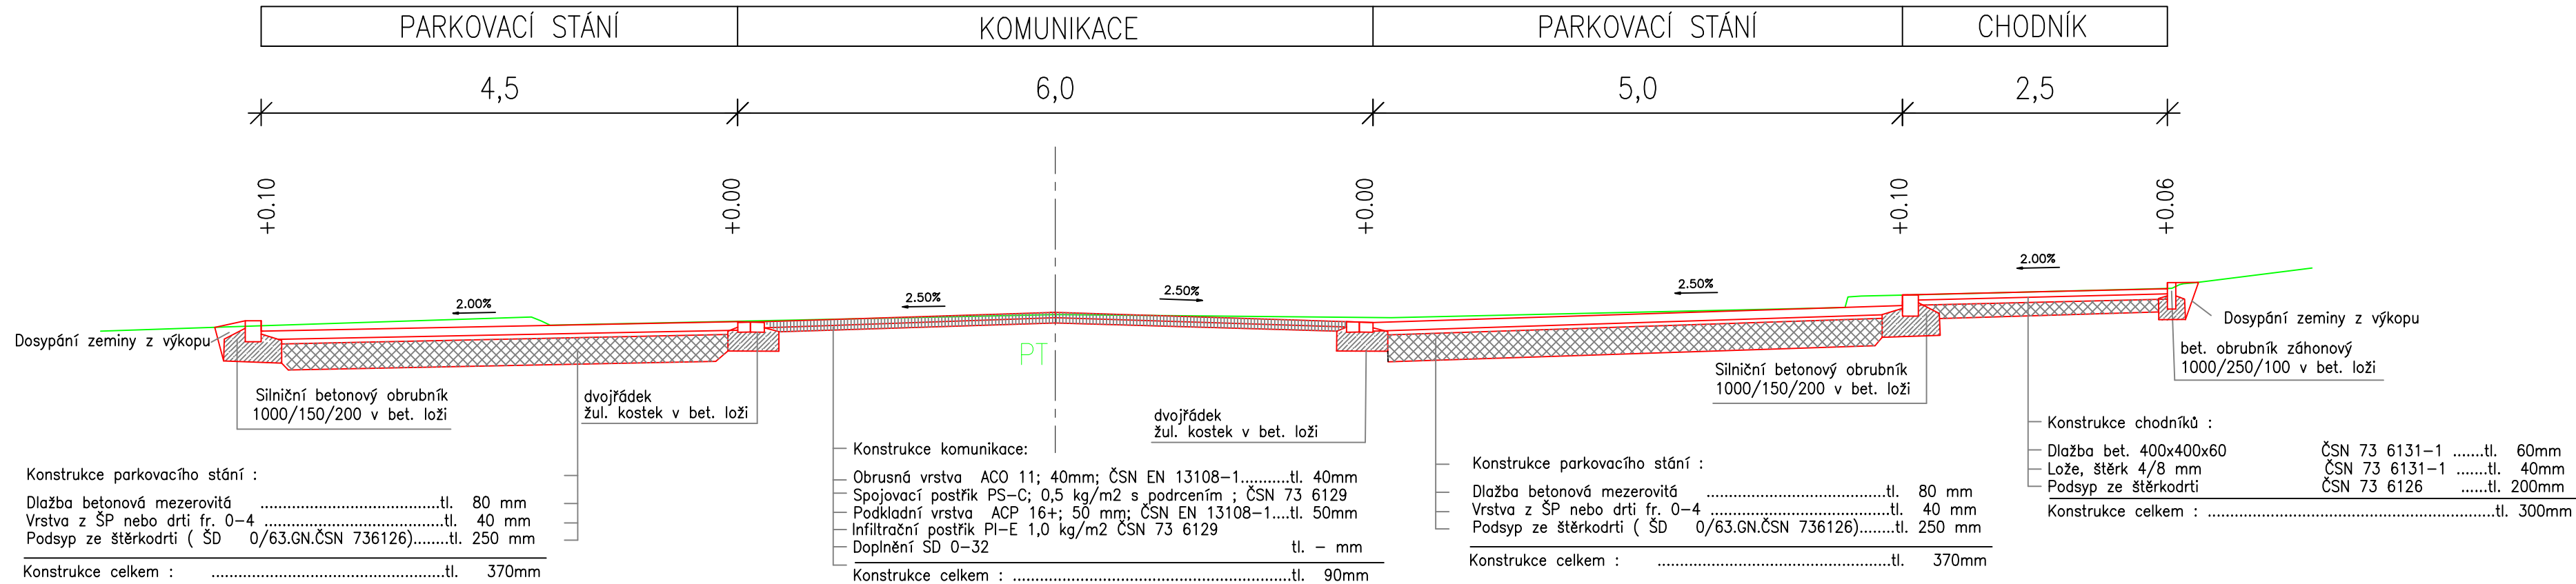 PARKOVACÍ STÁNÍ KOMUNIKACE PARKOVACÍ STÁNÍ CHODNÍK
4,5 6,0 5,0 2,5
+0.10 +0.00 +0.00 +0.10 +0.06
2.00% 2.50% 2.50% 2.50% 2.00%
Dosypání zeminy z výkopu
PT
Dosypání zeminy z výkopu
bet. obrubník záhonový
1000/250/100 v bet. loži
Silniční betonový obrubník
1000/150/200 v bet. loži
dvojřádek
žul. kostek v bet. loži
dvojřádek
žul. kostek v bet. loži
Silniční betonový obrubník
1000/150/200 v bet. loži
Konstrukce parkovacího stání :
Dlažba betonová mezerovitá ..........................................tl. 80 mm
Vrstva z ŠP nebo drti fr. 0-4 ..........................................tl. 40 mm
Podsyp ze štěrkodrti ( ŠD 0/63.GN.ČSN 736126)........tl. 250 mm
Konstrukce celkem : ......................................................tl. 370mm
Konstrukce komunikace:
Obrusná vrstva ACO 11; 40mm; ČSN EN 13108-1...........tl. 40mm
Spojovací postřik PS-C; 0,5 kg/m2 s podrcením ; ČSN 73 6129
Podkladní vrstva ACP 16+; 50 mm; ČSN EN 13108-1....tl. 50mm
Infiltrační postřik PI-E 1,0 kg/m2 ČSN 73 6129
Doplnění SD 0-32 tl. - mm
Konstrukce celkem : ................................................................tl. 90mm
Konstrukce parkovacího stání :
Dlažba betonová mezerovitá ..........................................tl. 80 mm
Vrstva z ŠP nebo drti fr. 0-4 ..........................................tl. 40 mm
Podsyp ze štěrkodrti ( ŠD 0/63.GN.ČSN 736126)........tl. 250 mm
Konstrukce celkem : ......................................................tl. 370mm
Konstrukce chodníků :
Dlažba bet. 400x400x60 ČSN 73 6131-1 .......tl. 60mm
Lože, štěrk 4/8 mm ČSN 73 6131-1 .......tl. 40mm
Podsyp ze štěrkodrti ČSN 73 6126 ......tl. 200mm
Konstrukce celkem : ..................................................................tl. 300mm